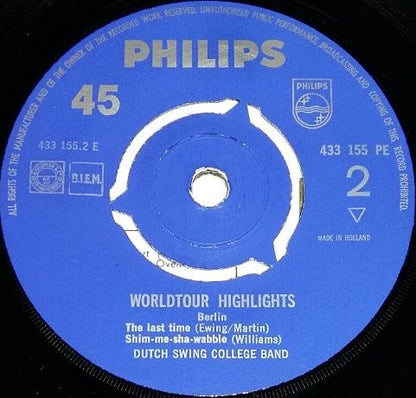 ALL RIGHTS OF THE MANUFACTURER AND OF THE OWNER OF THE RECORDED WORK RESERVED. UNAUTHORISED PUBLIC PERFORMANCE, BROADCASTING AND COPYING OF THIS RECORD PROHIBITED.
PHILIPS
45
PHILIPS
433 155.2 E
433 155 PE
B.I.E.M.
2
MADE IN HOLLAND
WORLDTOUR HIGHLIGHTS
Berlin
The last time (Ewing/Martin)
Shim-me-sha-wabble (Williams)
DUTCH SWING COLLEGE BAND